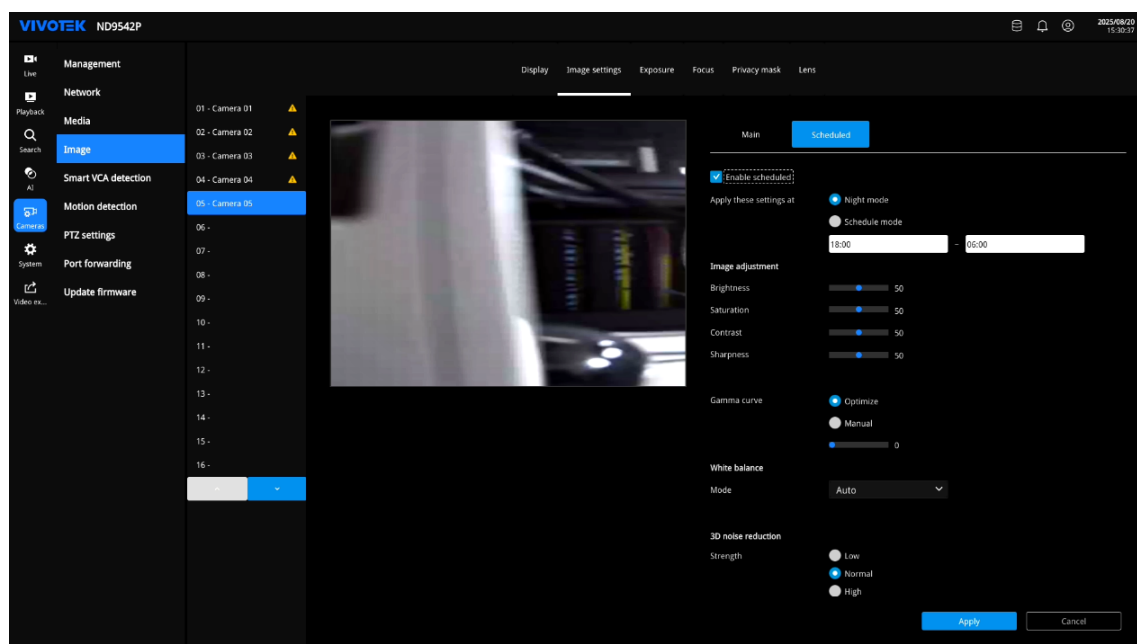 VIVOTEK ND9542P
2025/08/20
15:30:37
Live
Playback
Search
AI
Cameras
System
Video ex...
Management
Network
Media
Image
Smart VCA detection
Motion detection
PTZ settings
Port forwarding
Update firmware
01 - Camera 01
02 - Camera 02
03 - Camera 03
04 - Camera 04
05 - Camera 05
06 -
07 -
08 -
09 -
10 -
11 -
12 -
13 -
14 -
15 -
16 -
Display Image settings Exposure Focus Privacy mask Lens
Main Scheduled
Enable scheduled
Apply these settings at Night mode
Schedule mode
18:00 – 06:00
Image adjustment
Brightness 50
Saturation 50
Contrast 50
Sharpness 50
Gamma curve Optimize
Manual
0
White balance
Mode Auto
3D noise reduction
Strength Low
Normal
High
Apply Cancel